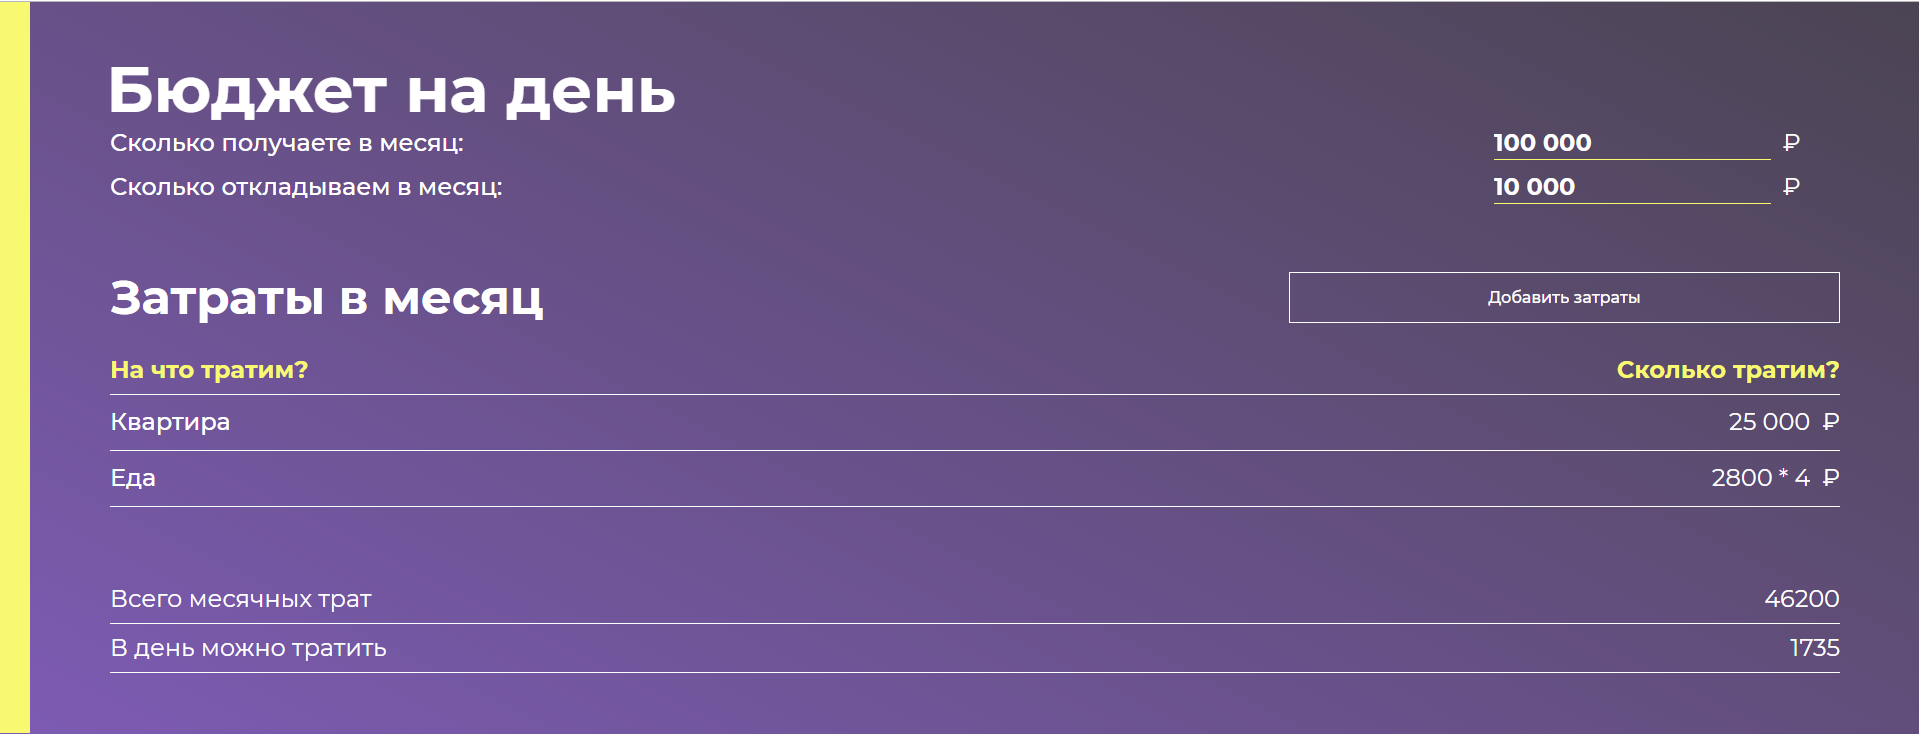 Бюджет на день
Сколько получаете в месяц: 100 000 ₽
Сколько откладываем в месяц: 10 000 ₽
Затраты в месяц Добавить затраты
На что тратим? Сколько тратим?
Квартира 25 000 ₽
Еда 2800 * 4 ₽
Всего месячных трат 46200
В день можно тратить 1735